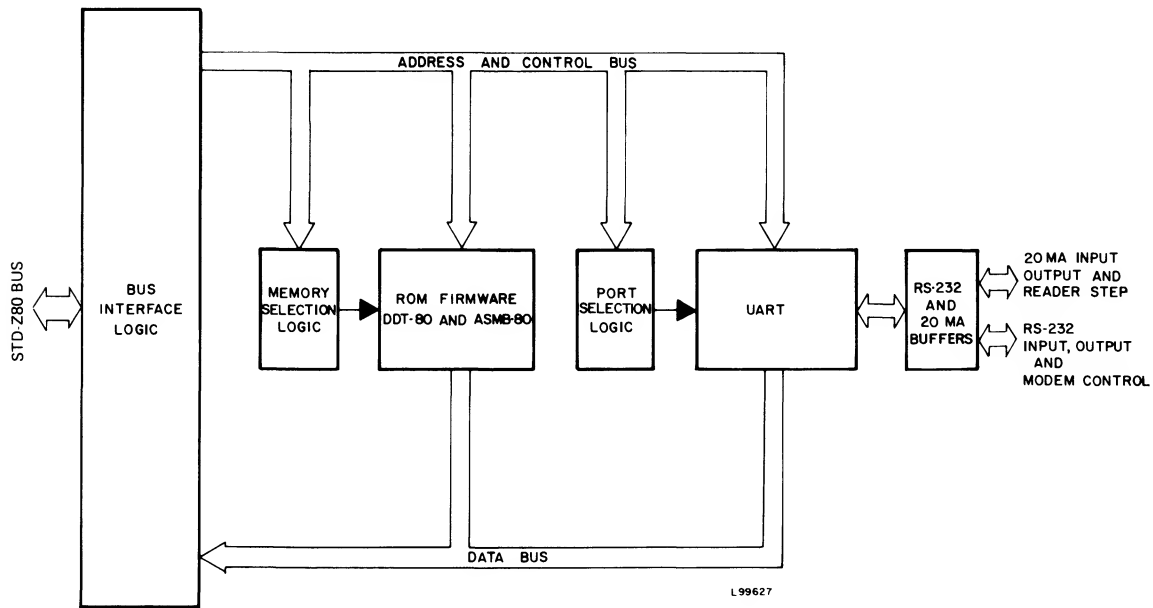 ADDRESS AND CONTROL BUS
STD-Z80 BUS
BUS
INTERFACE
LOGIC
MEMORY
SELECTION
LOGIC
ROM FIRMWARE
DDT-80 AND ASMB-80
PORT
SELECTION
LOGIC
UART
RS-232
AND
20 MA
BUFFERS
20 MA INPUT
OUTPUT AND
READER STEP
RS-232
INPUT, OUTPUT
AND
MODEM CONTROL
DATA BUS
L99627